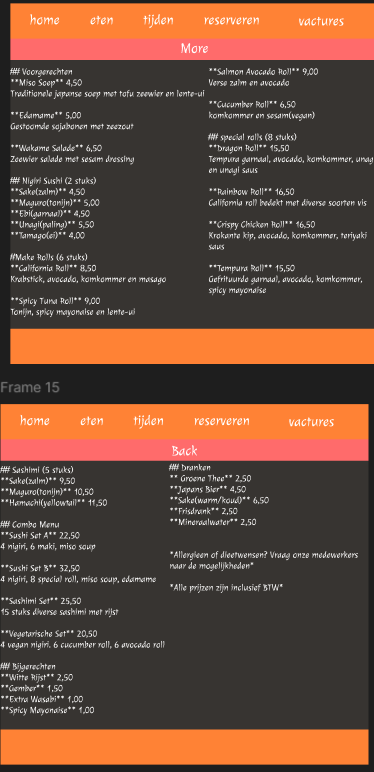 home eten tijden reserveren vactures
More
## Voorgerechten
**Miso Soep** 4,50
Traditionele japanse soep met tofu zeewier en lente-ui
**Edamame** 5,00
Gestoomde sojabonen met zeezout
**Wakame Salade** 6,50
Zeewier salade met sesam dressing
## Nigiri Sushi (2 stuks)
**Sake(zalm)** 4,50
**Maguro(tonijn)** 5,00
**Ebi(garnaal)** 4,50
**Unagi(paling)** 5,50
**Tamago(ei)** 4,00
#Make Rolls (6 stuks)
**California Roll** 8,50
Krabstick, avocado, komkommer en masago
**Spicy Tuna Roll** 9,00
Tonijn, spicy mayonaise en lente-ui
**Salmon Avocado Roll** 9,00
Verse zalm en avocado
**Cucumber Roll** 6,50
komkommer en sesam(vegan)
## special rolls (8 stuks)
**Dragon Roll** 15,50
Tempura garnaal, avocado, komkommer, unag
en unagi saus
**Rainbow Roll** 16,50
California roll bedekt met diverse soorten vis
**Crispy Chicken Roll** 16,50
Krokante kip, avocado, komkommer, teriyaki
saus
**Tempura Roll** 15,50
Gefrituurde garnaal, avocado, komkommer,
spicy mayonaise
Frame 15
home eten tijden reserveren vactures
Back
## Sashimi (5 stuks)
**Sake(zalm)** 9,50
**Maguro(tonijn)** 10,50
**Hamachi(yellowtail)** 11,50
## Combo Menu
**Sushi Set A** 22,50
4 nigiri, 6 maki, miso soup
**Sushi Set B** 32,50
4 nigiri, 8 special roll, miso soup, edamame
**Sashimi Set** 25,50
15 stuks diverse sashimi met rijst
**Vegetarische Set** 20,50
4 vegan nigiri. 6 cucumber roll, 6 avocado roll
## Bijgerechten
**Witte Rijst** 2,50
**Gember** 1,50
**Extra Wasabi** 1,00
**Spicy Mayonaise** 1,00
## Dranken
** Groene Thee** 2,50
**Japans Bier** 4,50
**Sake(warm/koud)** 6,50
**Frisdrank** 2,50
**Mineraalwater** 2,50
*Allergieen of dieetwensen? Vraag onze medewerkers
naar de mogelijkheden*
*Alle prijzen zijn inclusief BTW*